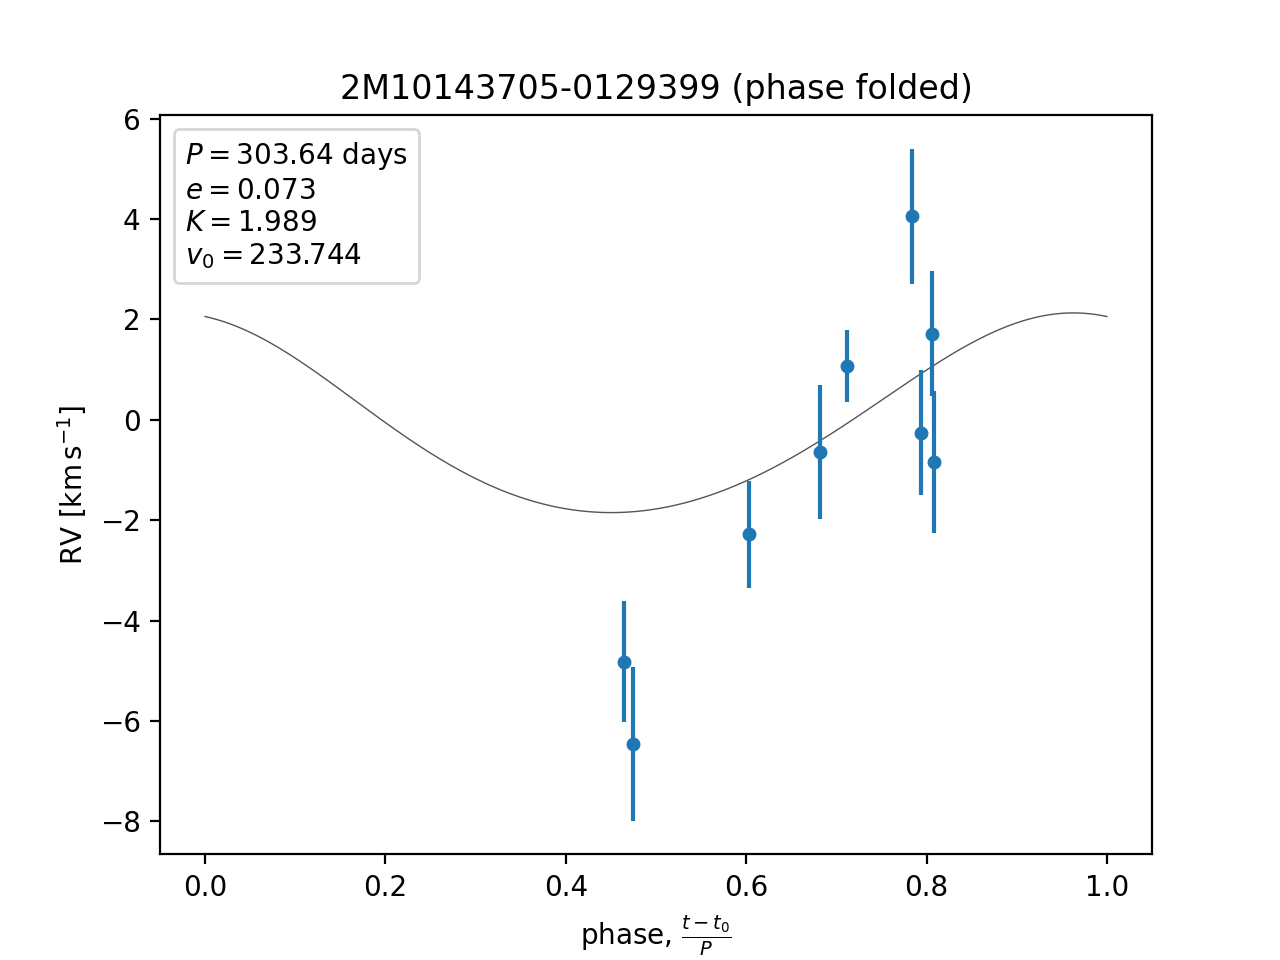 2M10143705-0129399 (phase folded)
P = 303.64 days
e = 0.073
K = 1.989
v₀ = 233.744
6
4
2
0
−2
−4
−6
−8
RV [km s⁻¹]
0.0 0.2 0.4 0.6 0.8 1.0
phase, (t − t₀)/P